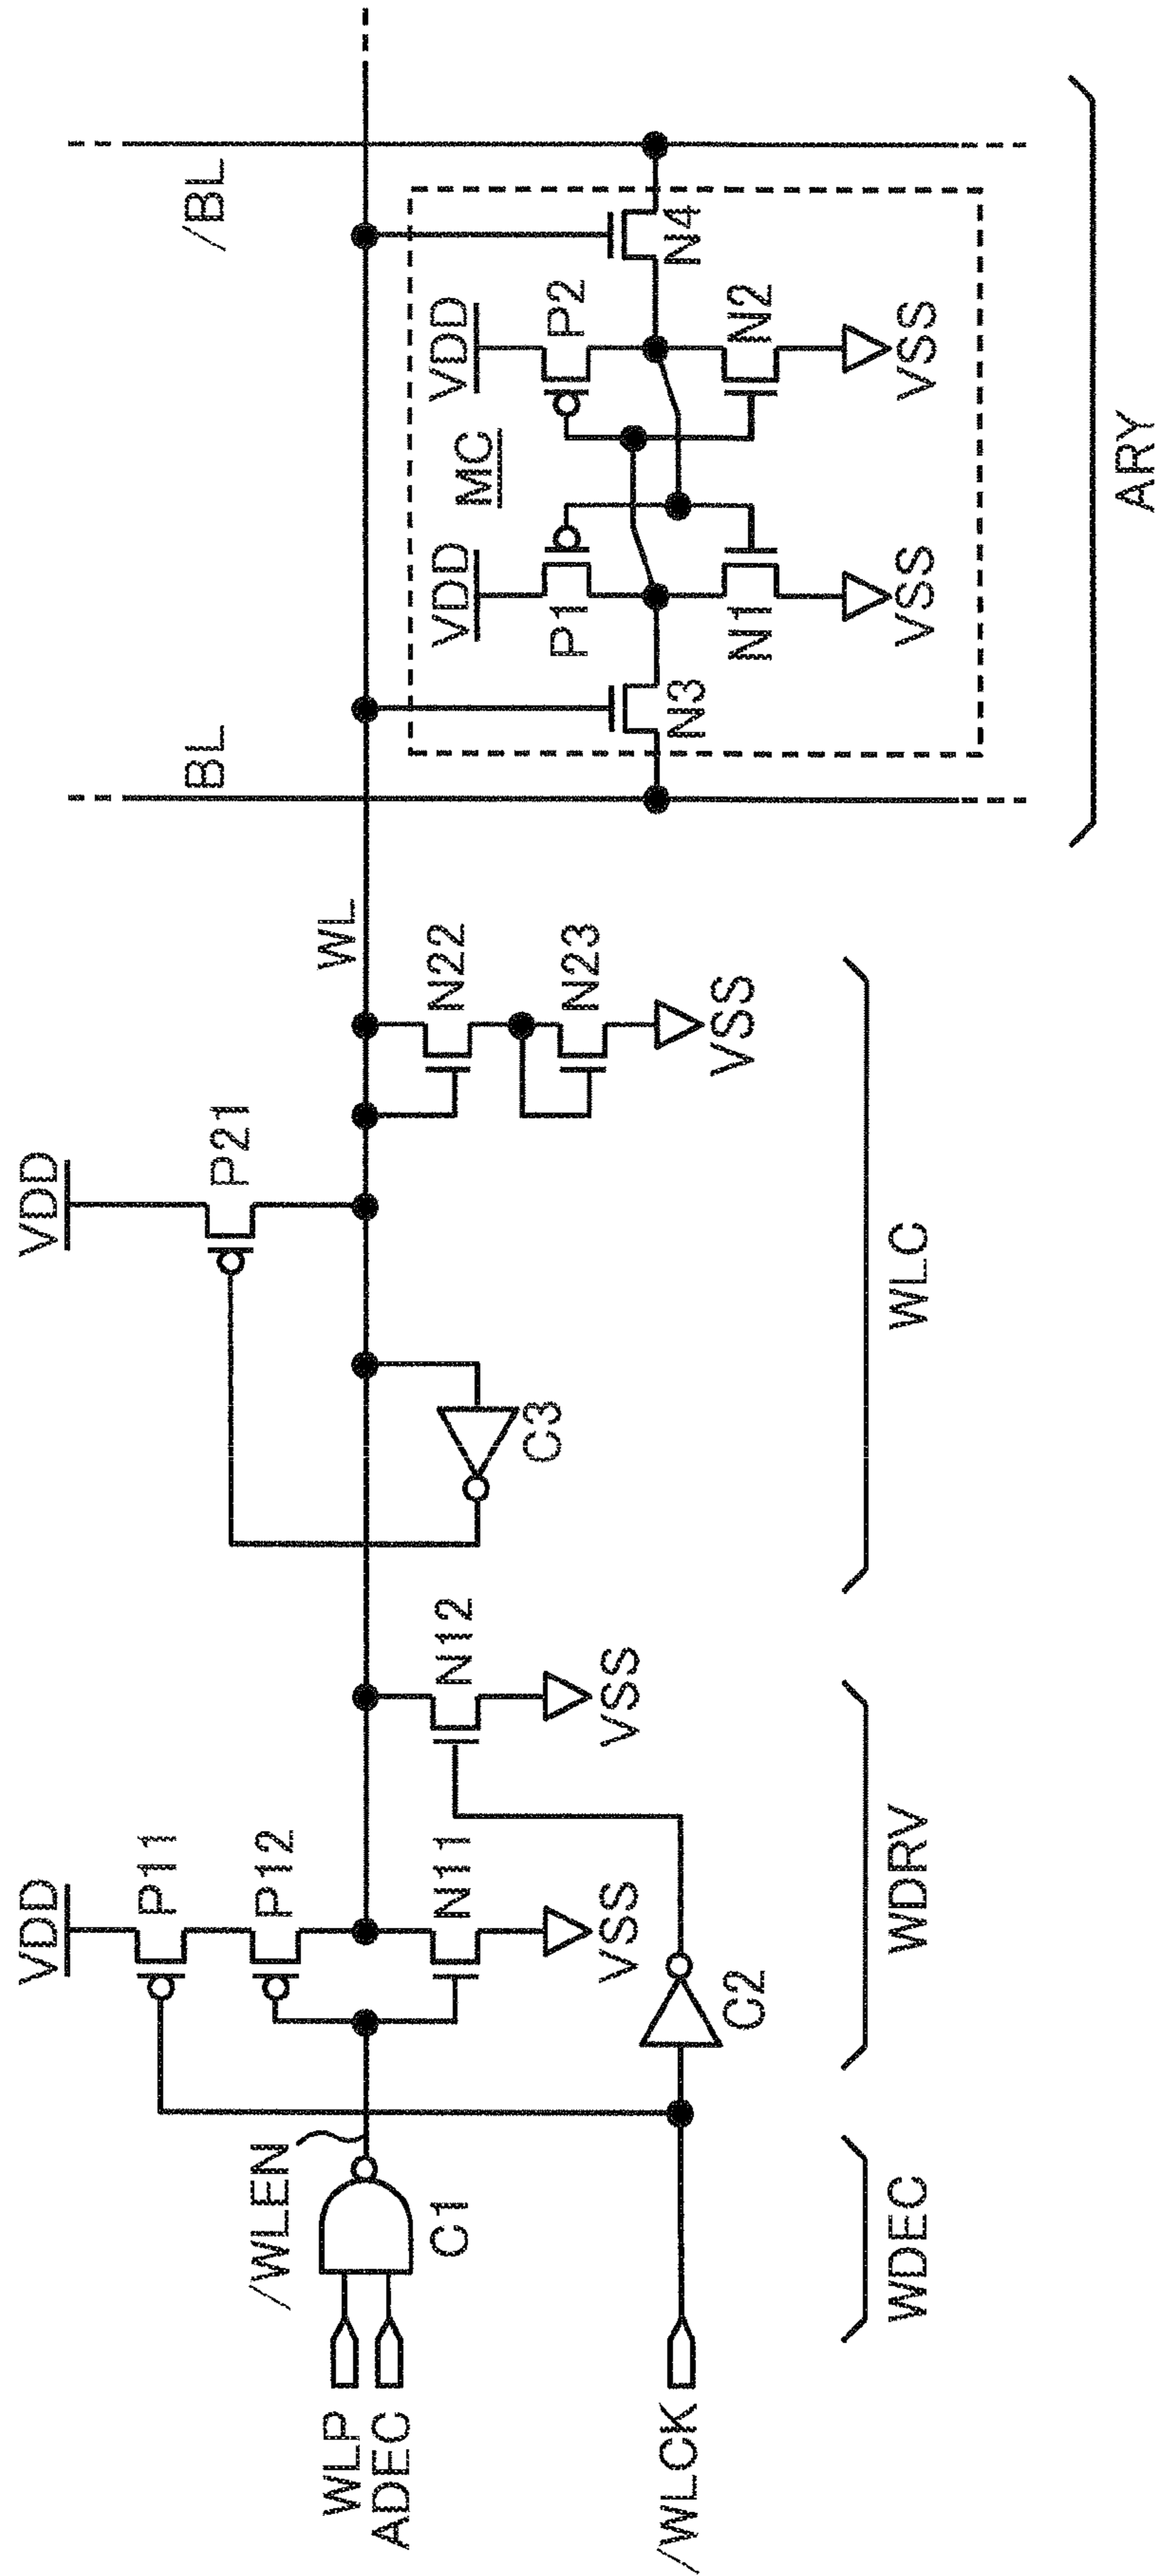 WLP
ADEC
/WLCK
/WLEN
C1
WDEC
VDD
P11
P12
N11
VSS
C2
N12
VSS
WDRV
C3
VDD
P21
WL
N22
N23
VSS
WLC
BL
/BL
MC
VDD
P1
N1
VSS
N3
VDD
P2
N2
VSS
N4
ARY